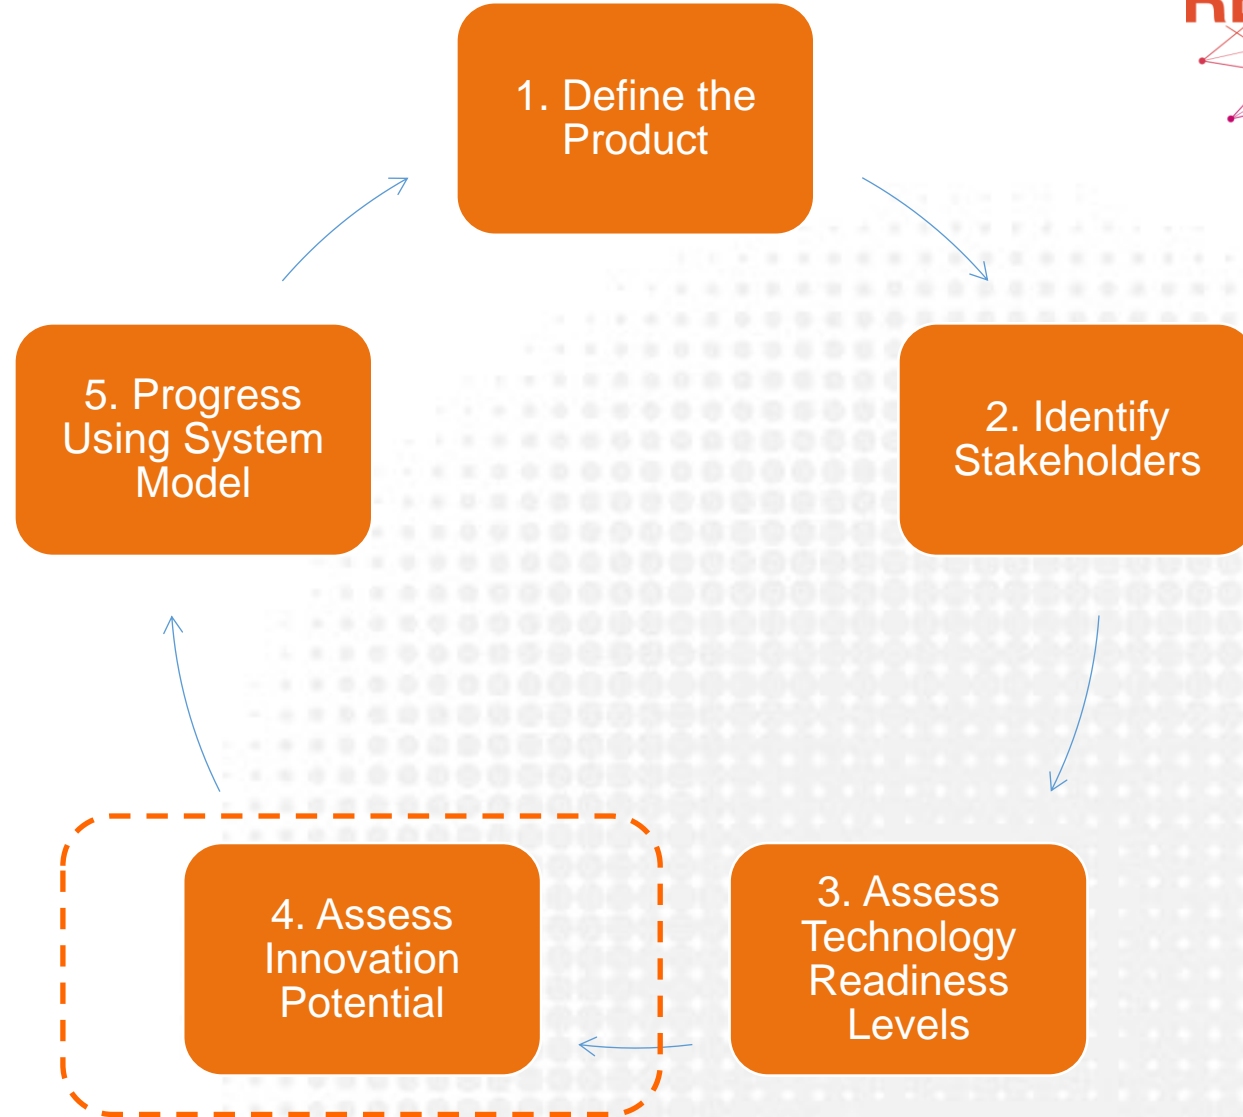 1. Define the
Product
2. Identify
Stakeholders
3. Assess
Technology
Readiness
Levels
4. Assess
Innovation
Potential
5. Progress
Using System
Model